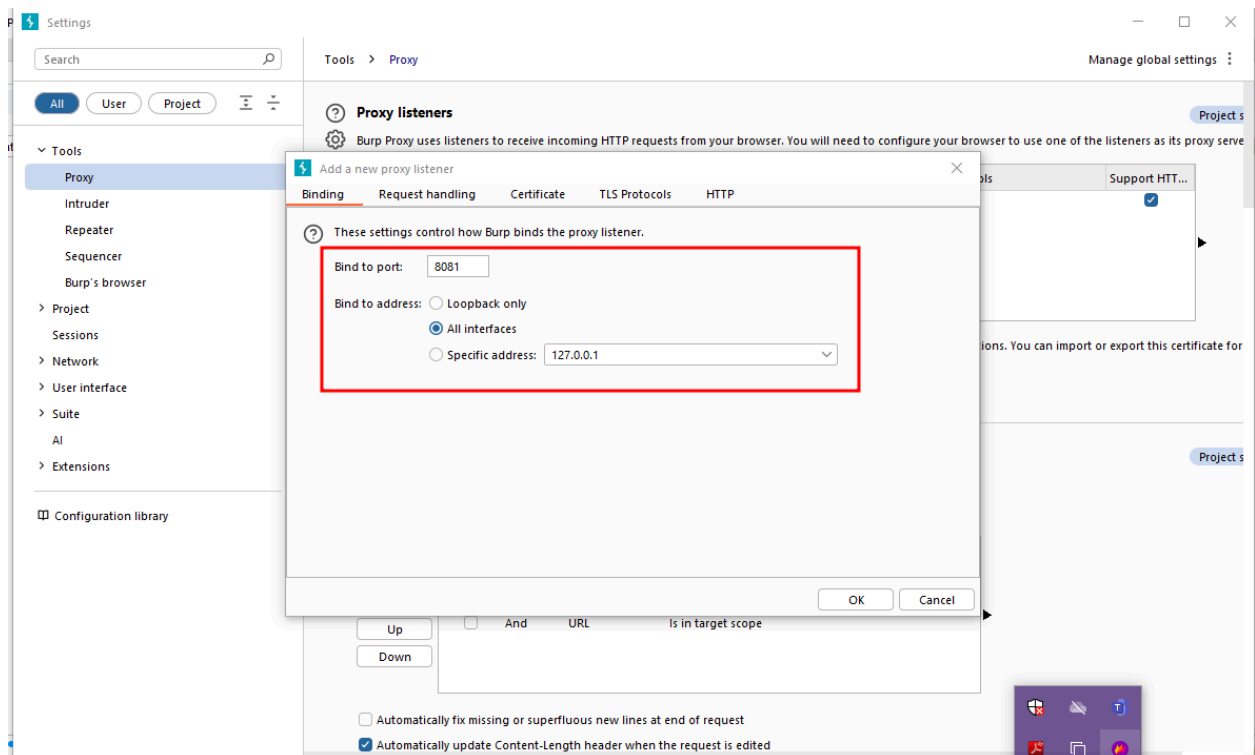 Settings
Search
Tools > Proxy
Manage global settings
All User Project
Proxy listeners
Project s
Burp Proxy uses listeners to receive incoming HTTP requests from your browser. You will need to configure your browser to use one of the listeners as its proxy serve
Tools
Proxy
Intruder
Repeater
Sequencer
Burp's browser
Project
Sessions
Network
User interface
Suite
AI
Extensions
Configuration library
Add a new proxy listener
Binding Request handling Certificate TLS Protocols HTTP
These settings control how Burp binds the proxy listener.
Bind to port: 8081
Bind to address: Loopback only
All interfaces
Specific address: 127.0.0.1
OK Cancel
ols Support HTT...
ions. You can import or export this certificate for
Project s
Up
And URL Is in target scope
Down
Automatically fix missing or superfluous new lines at end of request
Automatically update Content-Length header when the request is edited